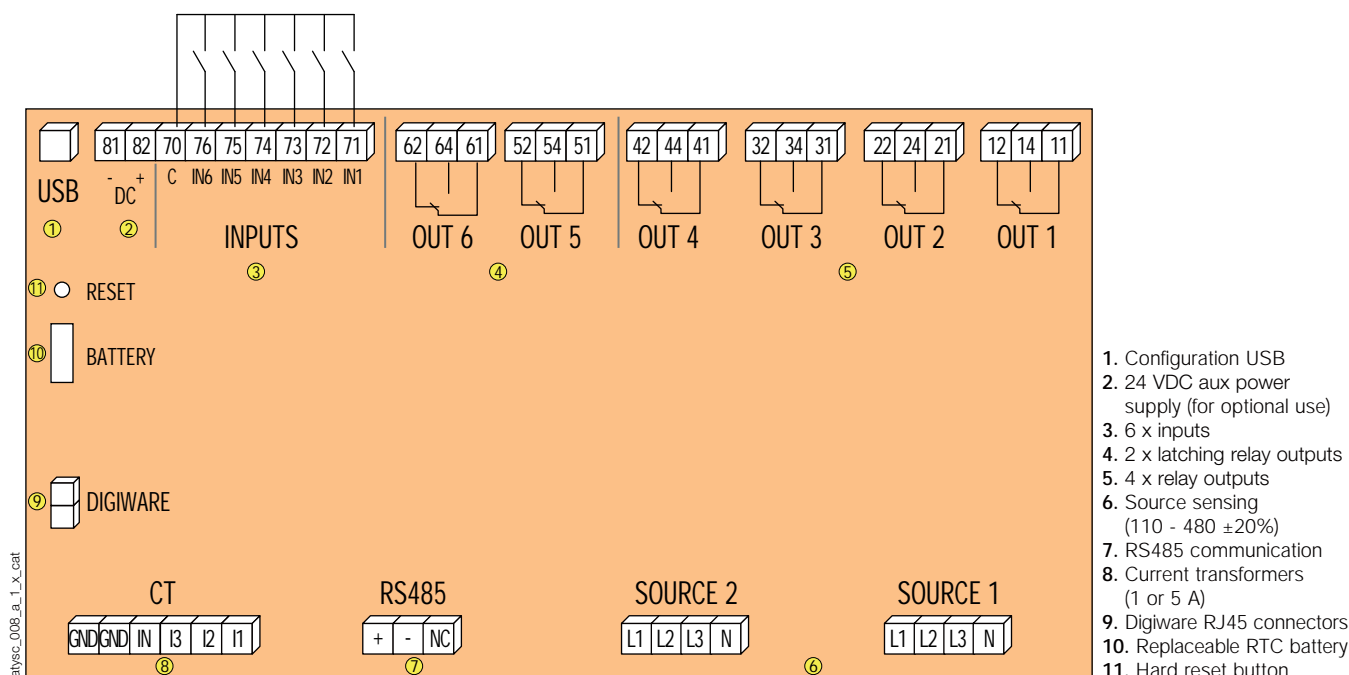 81 82 70 76 75 74 73 72 71
62 64 61
52 54 51
42 44 41
32 34 31
22 24 21
12 14 11
USB
- DC +
C IN6 IN5 IN4 IN3 IN2 IN1
1
2
INPUTS
3
OUT 6
OUT 5
4
OUT 4
OUT 3
OUT 2
OUT 1
5
11 RESET
10 BATTERY
9 DIGIWARE
CT
GND GND IN I3 I2 I1
8
RS485
+ - NC
7
SOURCE 2
L1 L2 L3 N
SOURCE 1
L1 L2 L3 N
6
atysc_008_a_1_x_cat
1. Configuration USB
2. 24 VDC aux power
supply (for optional use)
3. 6 x inputs
4. 2 x latching relay outputs
5. 4 x relay outputs
6. Source sensing
(110 - 480 ±20%)
7. RS485 communication
8. Current transformers
(1 or 5 A)
9. Digiware RJ45 connectors
10. Replaceable RTC battery
11. Hard reset button